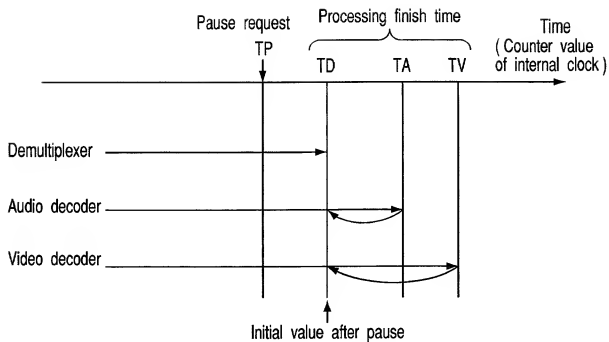 Pause request
TP
Processing finish time
TD TA TV
Time
( Counter value
of internal clock )
Demultiplexer
Audio decoder
Video decoder
Initial value after pause